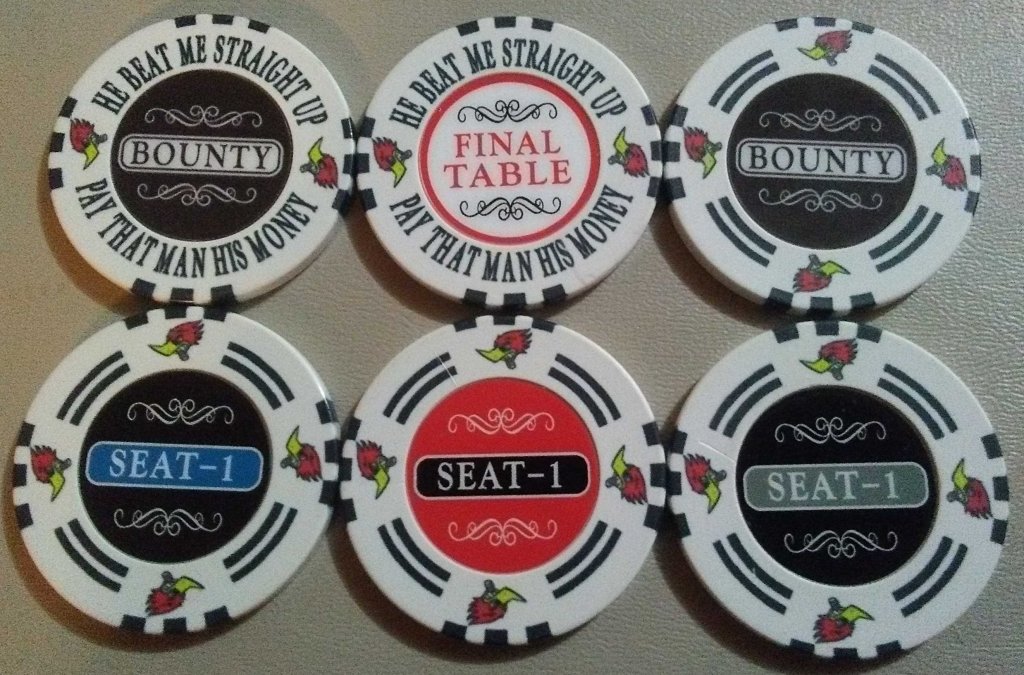 HE BEAT ME STRAIGHT UP
BOUNTY
PAY THAT MAN HIS MONEY
HE BEAT ME STRAIGHT UP
FINAL
TABLE
PAY THAT MAN HIS MONEY
BOUNTY
SEAT-1
SEAT-1
SEAT-1